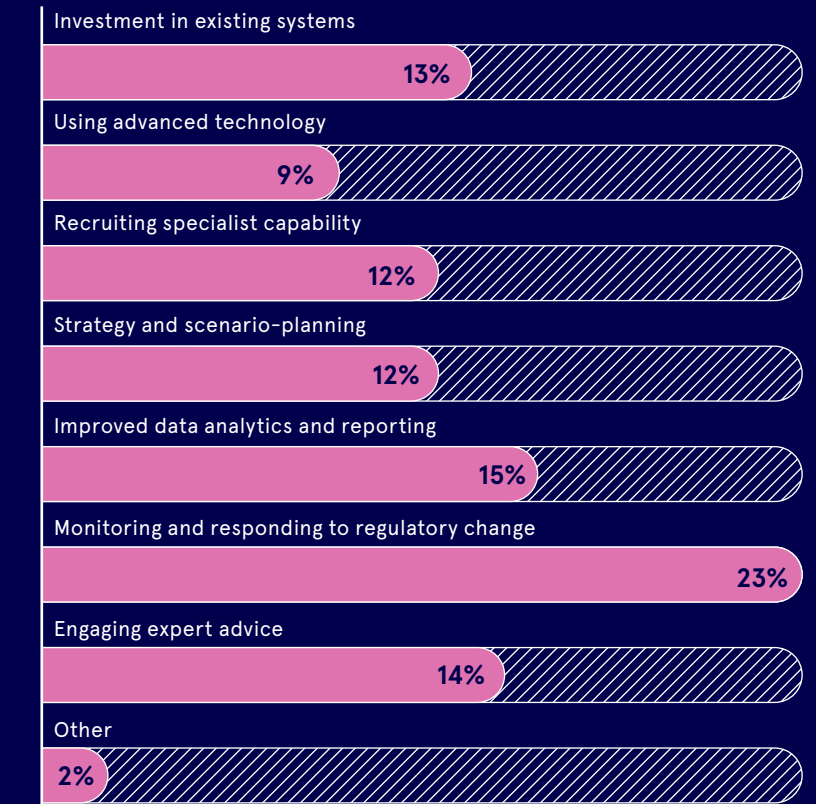 Investment in existing systems
13%
Using advanced technology
9%
Recruiting specialist capability
12%
Strategy and scenario-planning
12%
Improved data analytics and reporting
15%
Monitoring and responding to regulatory change
23%
Engaging expert advice
14%
Other
2%